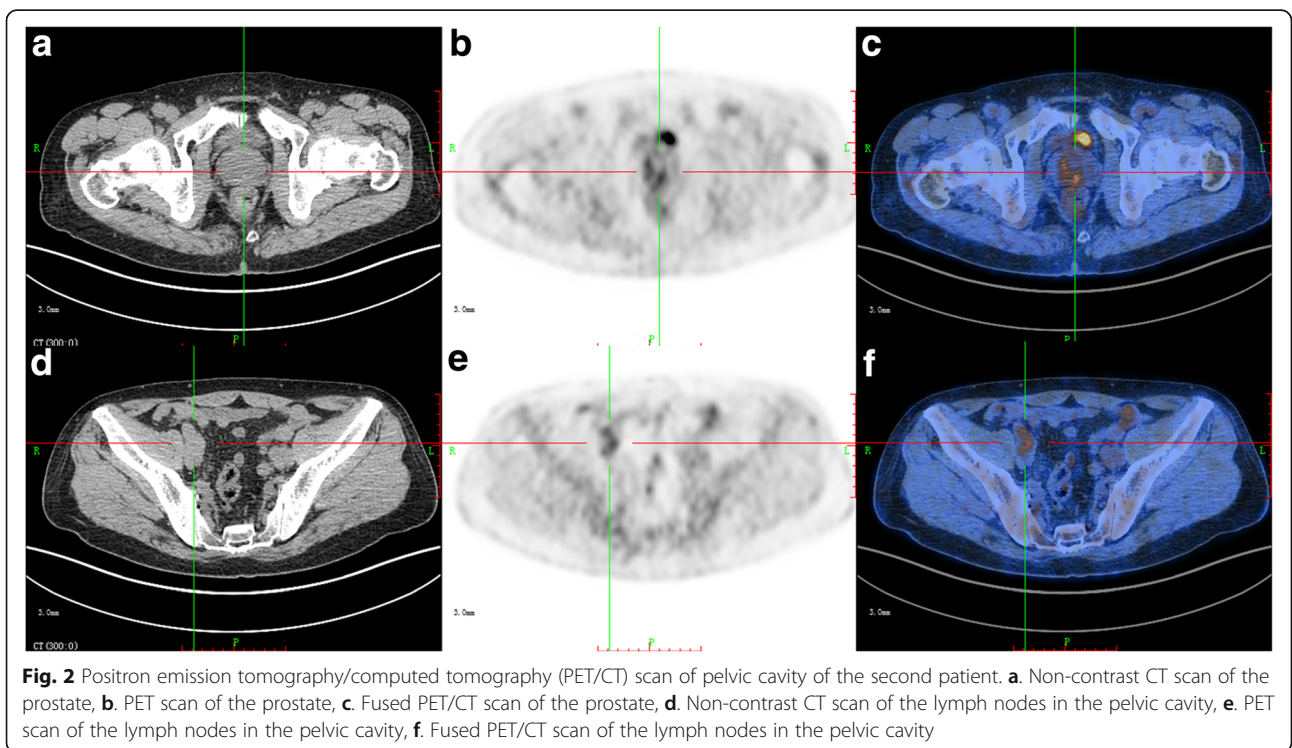 a
b
c
R
L
R
L
R
L
3.0mm
3.0mm
3.0mm
CT(300:0)
P
P
P
d
e
f
R
L
R
L
R
L
3.0mm
3.0mm
3.0mm
CT(300:0)
P
P
P
Fig. 2 Positron emission tomography/computed tomography (PET/CT) scan of pelvic cavity of the second patient. a. Non-contrast CT scan of the
prostate, b. PET scan of the prostate, c. Fused PET/CT scan of the prostate, d. Non-contrast CT scan of the lymph nodes in the pelvic cavity, e. PET
scan of the lymph nodes in the pelvic cavity, f. Fused PET/CT scan of the lymph nodes in the pelvic cavity